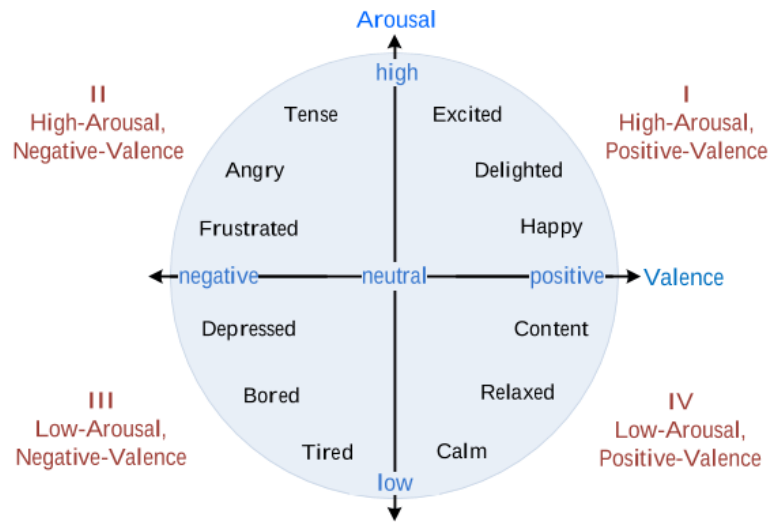 Arousal
high
II
High-Arousal,
Negative-Valence
I
High-Arousal,
Positive-Valence
Tense
Excited
Angry
Delighted
Frustrated
Happy
negative
neutral
positive
Valence
Depressed
Content
Bored
Relaxed
III
Low-Arousal,
Negative-Valence
IV
Low-Arousal,
Positive-Valence
Tired
Calm
low